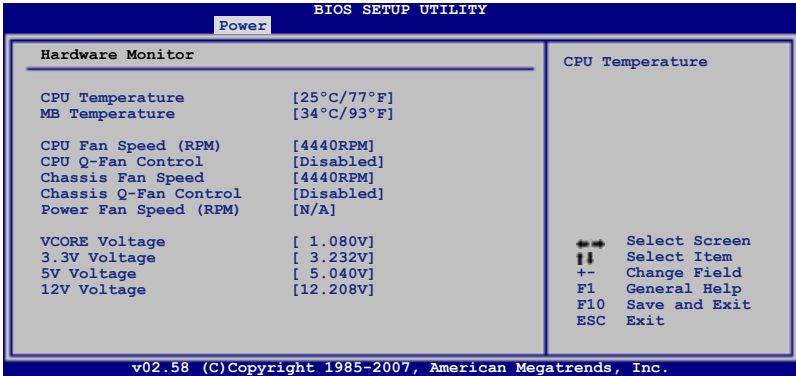 BIOS SETUP UTILITY
Power
Hardware Monitor
CPU Temperature [25°C/77°F]
MB Temperature [34°C/93°F]
CPU Fan Speed (RPM) [4440RPM]
CPU Q-Fan Control [Disabled]
Chassis Fan Speed [4440RPM]
Chassis Q-Fan Control [Disabled]
Power Fan Speed (RPM) [N/A]
VCORE Voltage [ 1.080V]
3.3V Voltage [ 3.232V]
5V Voltage [ 5.040V]
12V Voltage [12.208V]
CPU Temperature
←→ Select Screen
↑↓ Select Item
+- Change Field
F1 General Help
F10 Save and Exit
ESC Exit
v02.58 (C)Copyright 1985-2007, American Megatrends, Inc.